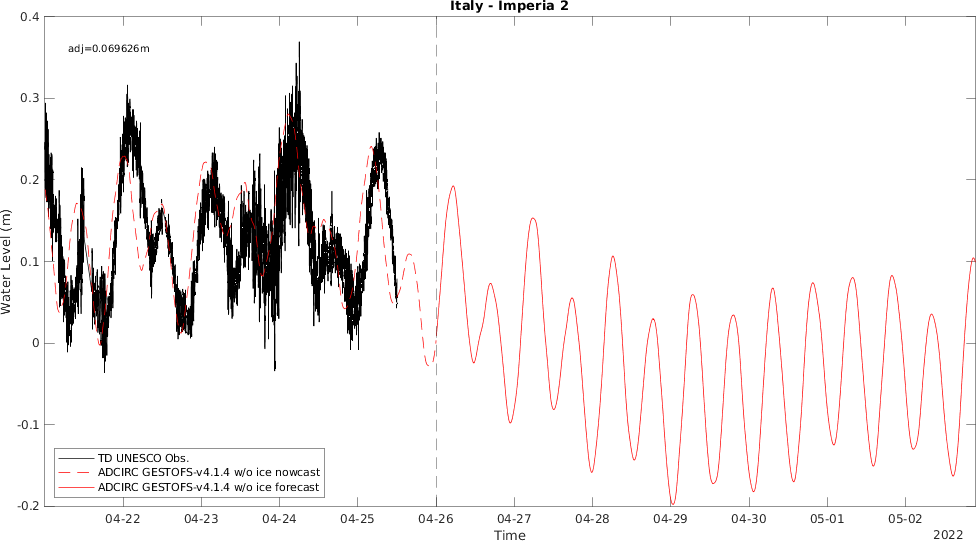 Italy - Imperia 2
adj=0.069626m
0.4
0.3
0.2
0.1
0
-0.1
-0.2
Water Level (m)
TD UNESCO Obs.
ADCIRC GESTOFS-v4.1.4 w/o ice nowcast
ADCIRC GESTOFS-v4.1.4 w/o ice forecast
04-22 04-23 04-24 04-25 04-26 04-27 04-28 04-29 04-30 05-01 05-02
Time
2022